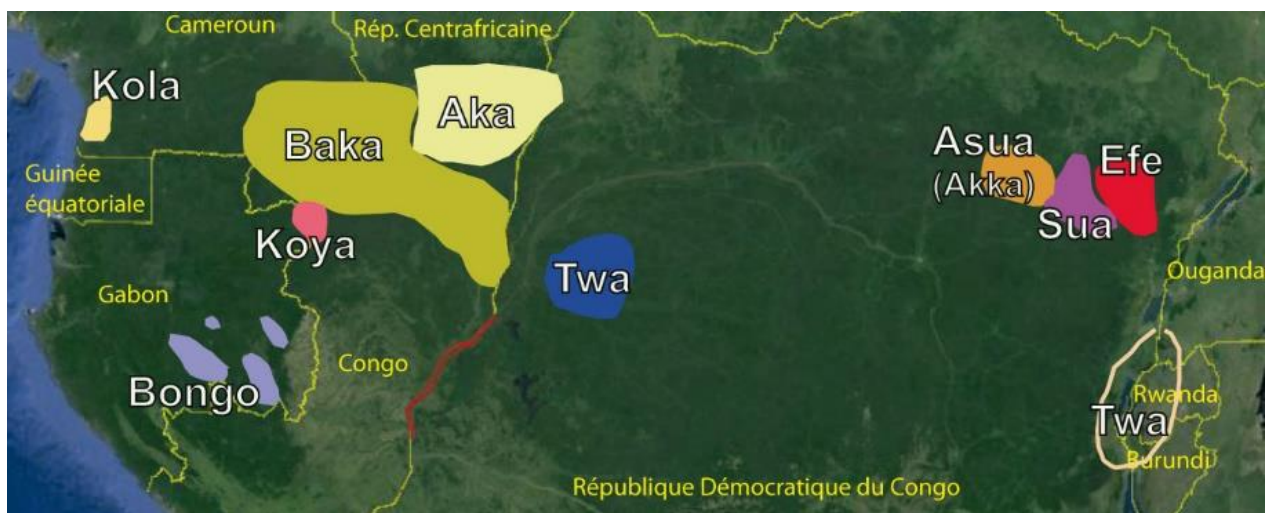 Cameroun
Rép. Centrafricaine
Kola
Aka
Baka
Asua
(Akka)
Efe
Guinée
équatoriale
Koya
Sua
Twa
Ouganda
Gabon
Congo
Bongo
Rwanda
Twa
Burundi
République Démocratique du Congo